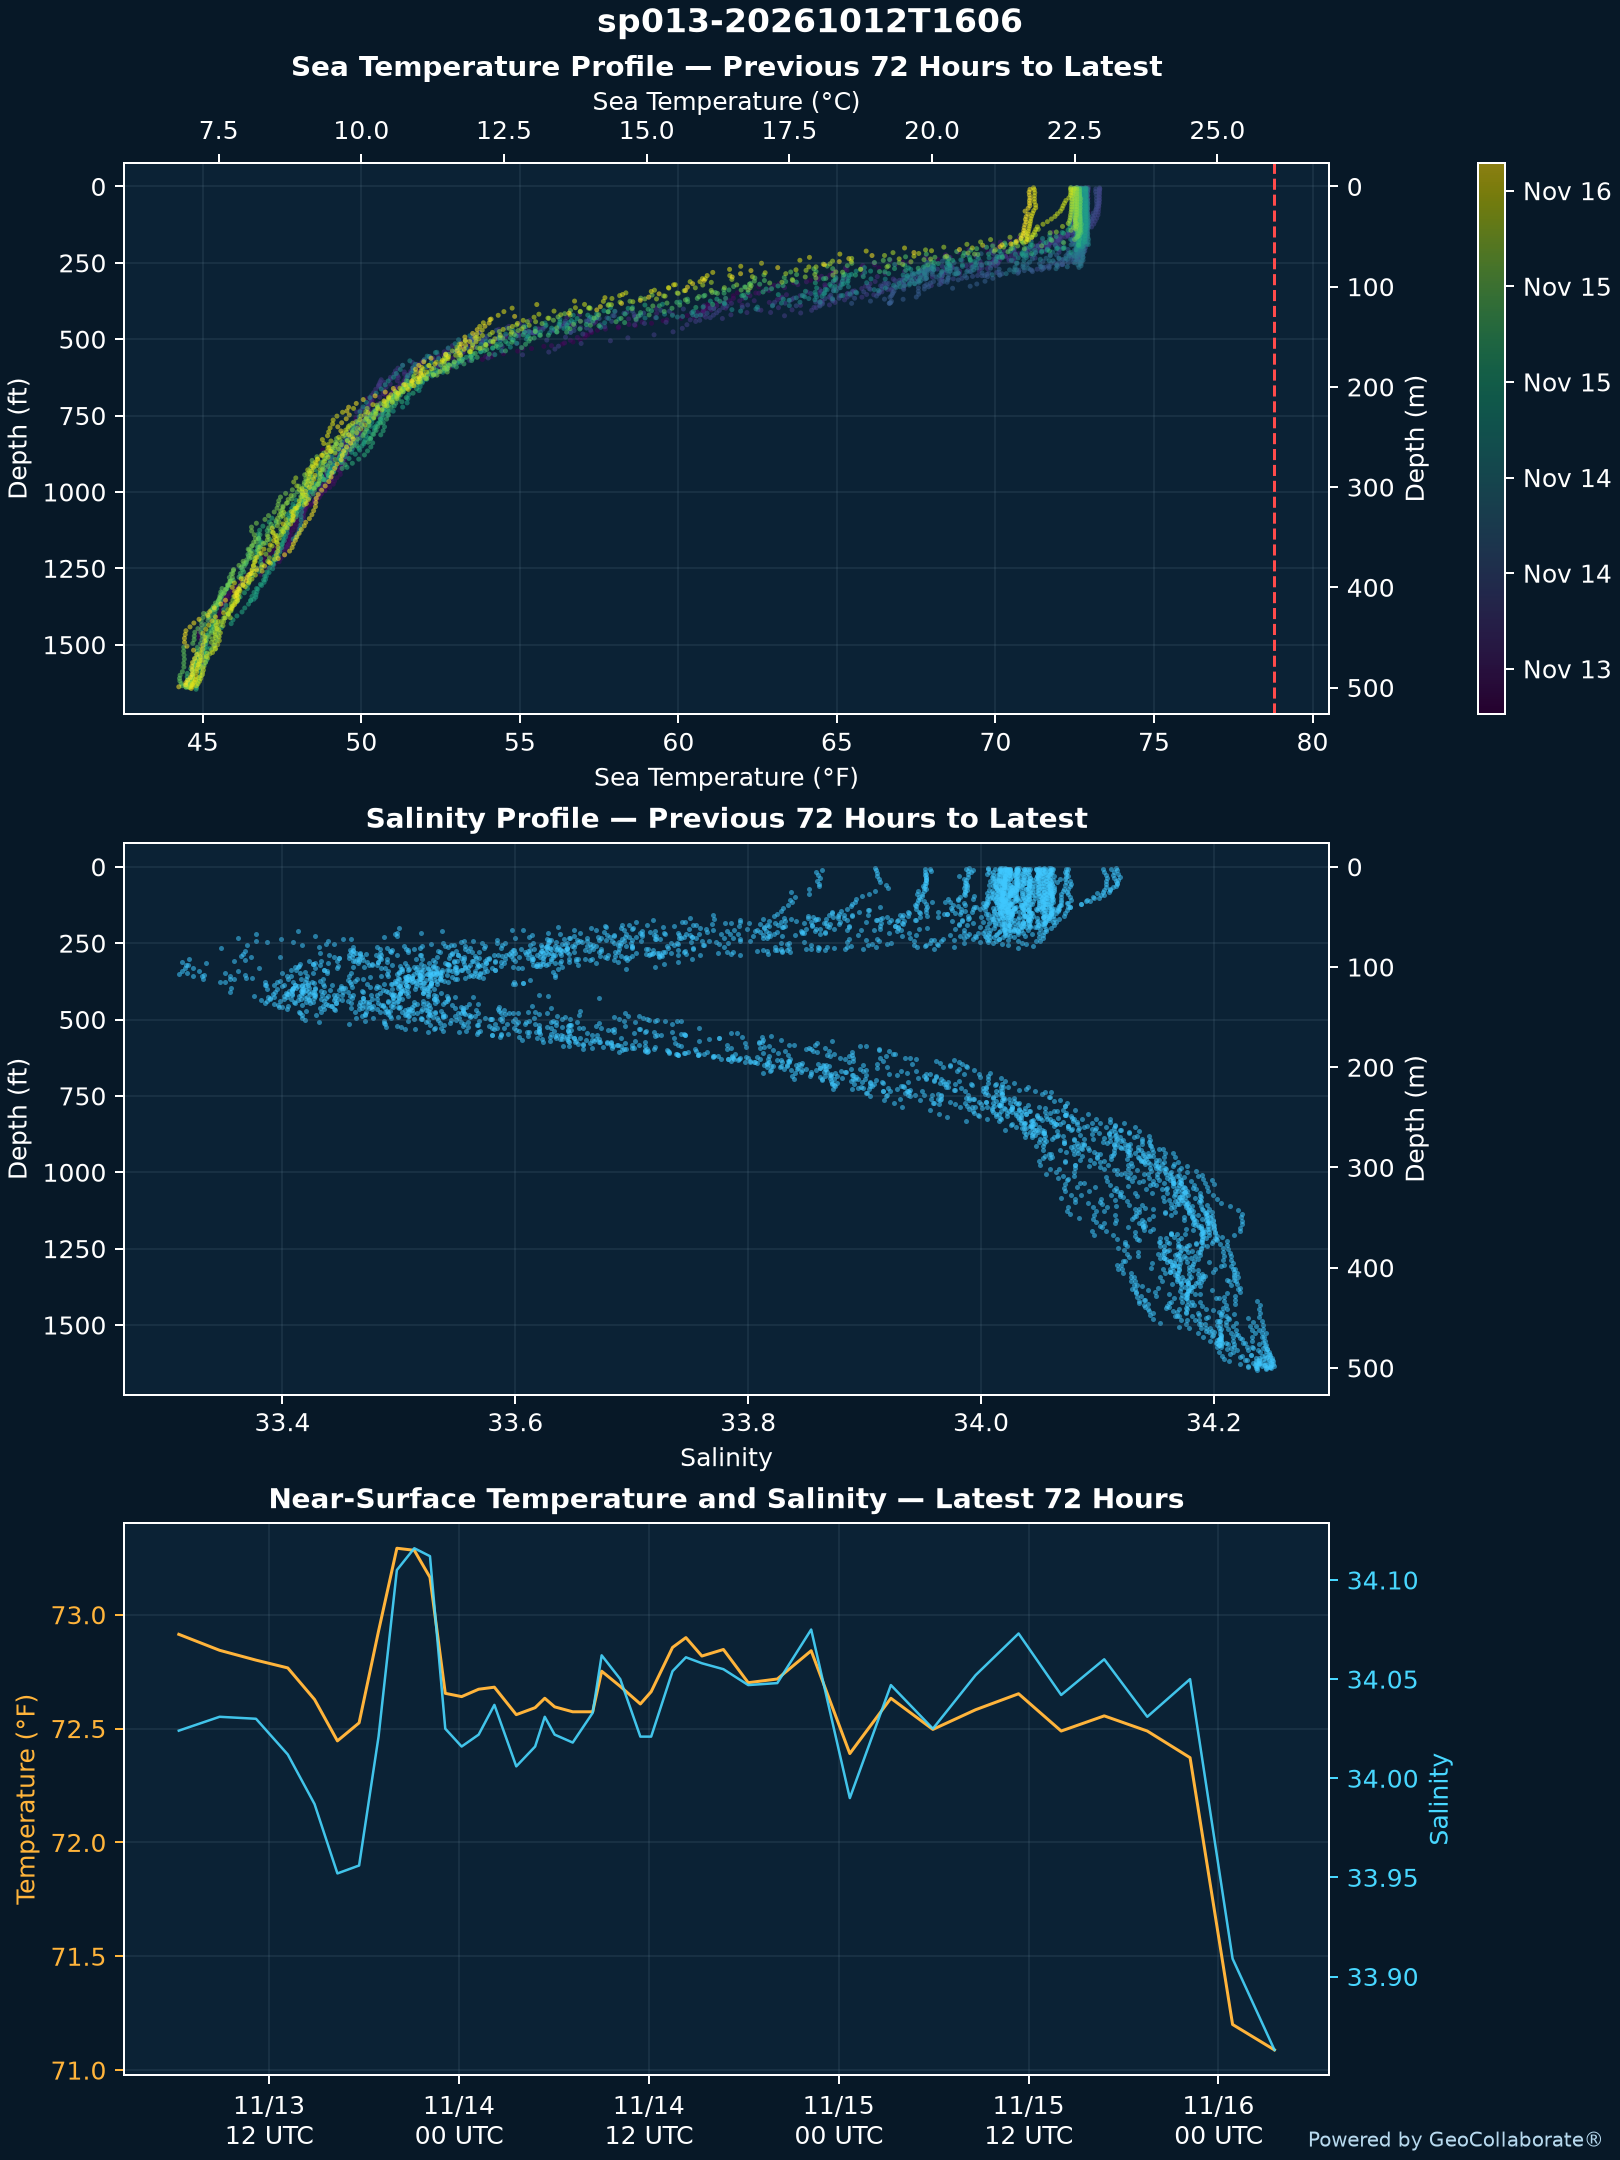 sp013-20261012T1606
Sea Temperature Profile — Previous 72 Hours to Latest
Sea Temperature (°C)
7.5 10.0 12.5 15.0 17.5 20.0 22.5 25.0
0
250
500
750
1000
1250
1500
Depth (ft)
0
100
200
300
400
500
Depth (m)
45 50 55 60 65 70 75 80
Sea Temperature (°F)
Nov 16
Nov 15
Nov 15
Nov 14
Nov 14
Nov 13
Salinity Profile — Previous 72 Hours to Latest
0
250
500
750
1000
1250
1500
Depth (ft)
0
100
200
300
400
500
Depth (m)
33.4 33.6 33.8 34.0 34.2
Salinity
Near-Surface Temperature and Salinity — Latest 72 Hours
73.0
72.5
72.0
71.5
71.0
Temperature (°F)
34.10
34.05
34.00
33.95
33.90
Salinity
11/13 11/14 11/14 11/15 11/15 11/16
12 UTC 00 UTC 12 UTC 00 UTC 12 UTC 00 UTC
Powered by GeoCollaborate®